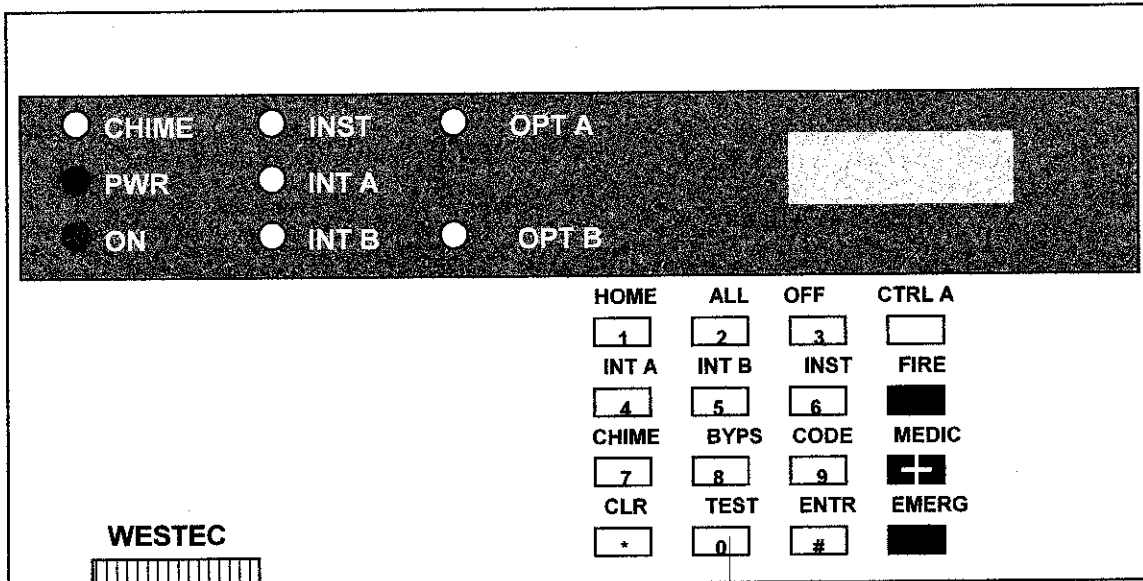 CHIME INST OPT A
PWR INT A
ON INT B OPT B
HOME ALL OFF CTRL A
1 2 3
INT A INT B INST FIRE
4 5 6
CHIME BYPS CODE MEDIC
7 8 9
CLR TEST ENTR EMERG
* 0 #
WESTEC